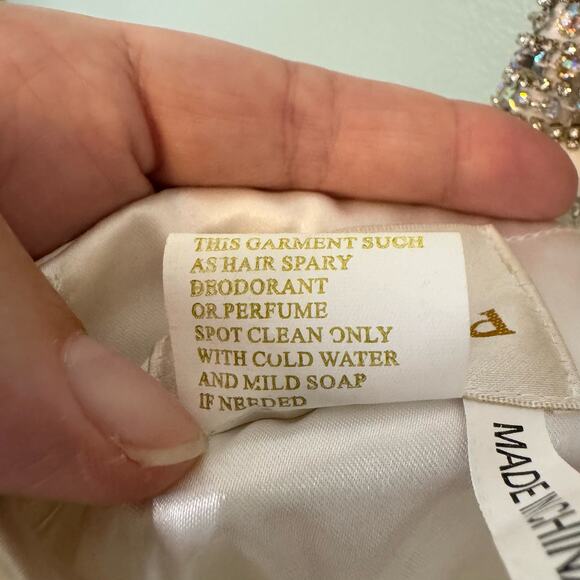 THIS GARMENT SUCH
AS HAIR SPARY
DEODORANT
OR PERFUME
SPOT CLEAN ONLY
WITH COLD WATER
AND MILD SOAP
IF NEEDED
MADE IN CHINA